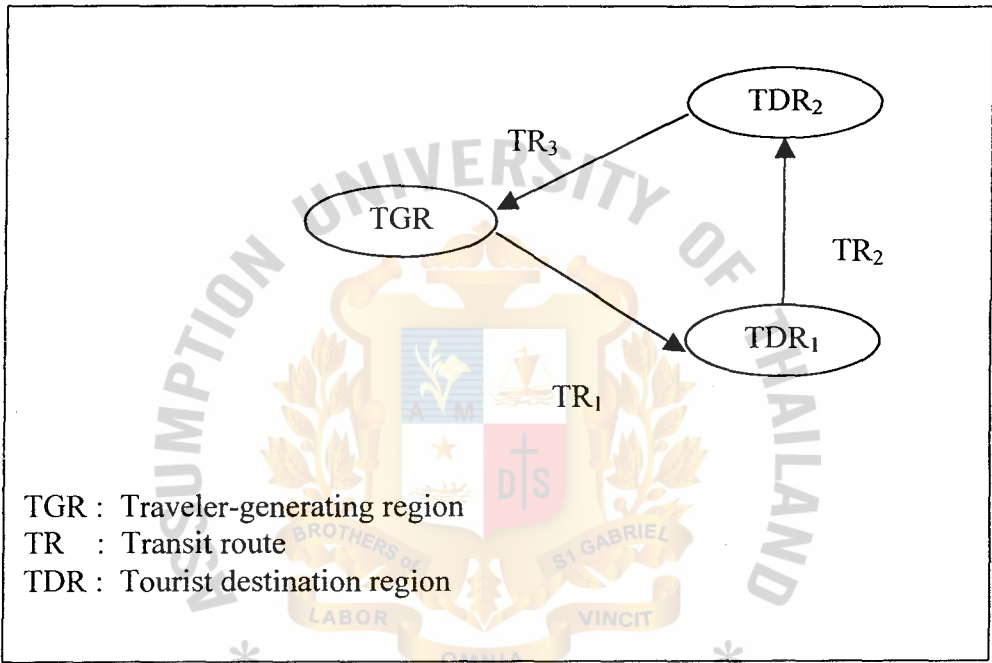 TDR₂
TR₃
TGR
TR₂
TDR₁
TR₁
TGR : Traveler-generating region
TR : Transit route
TDR : Tourist destination region
ASSUMPTION UNIVERSITY OF THAILAND
A M
D S
BROTHERS of
S1 GABRIEL
LABOR
VINCIT
OMNIA
* *